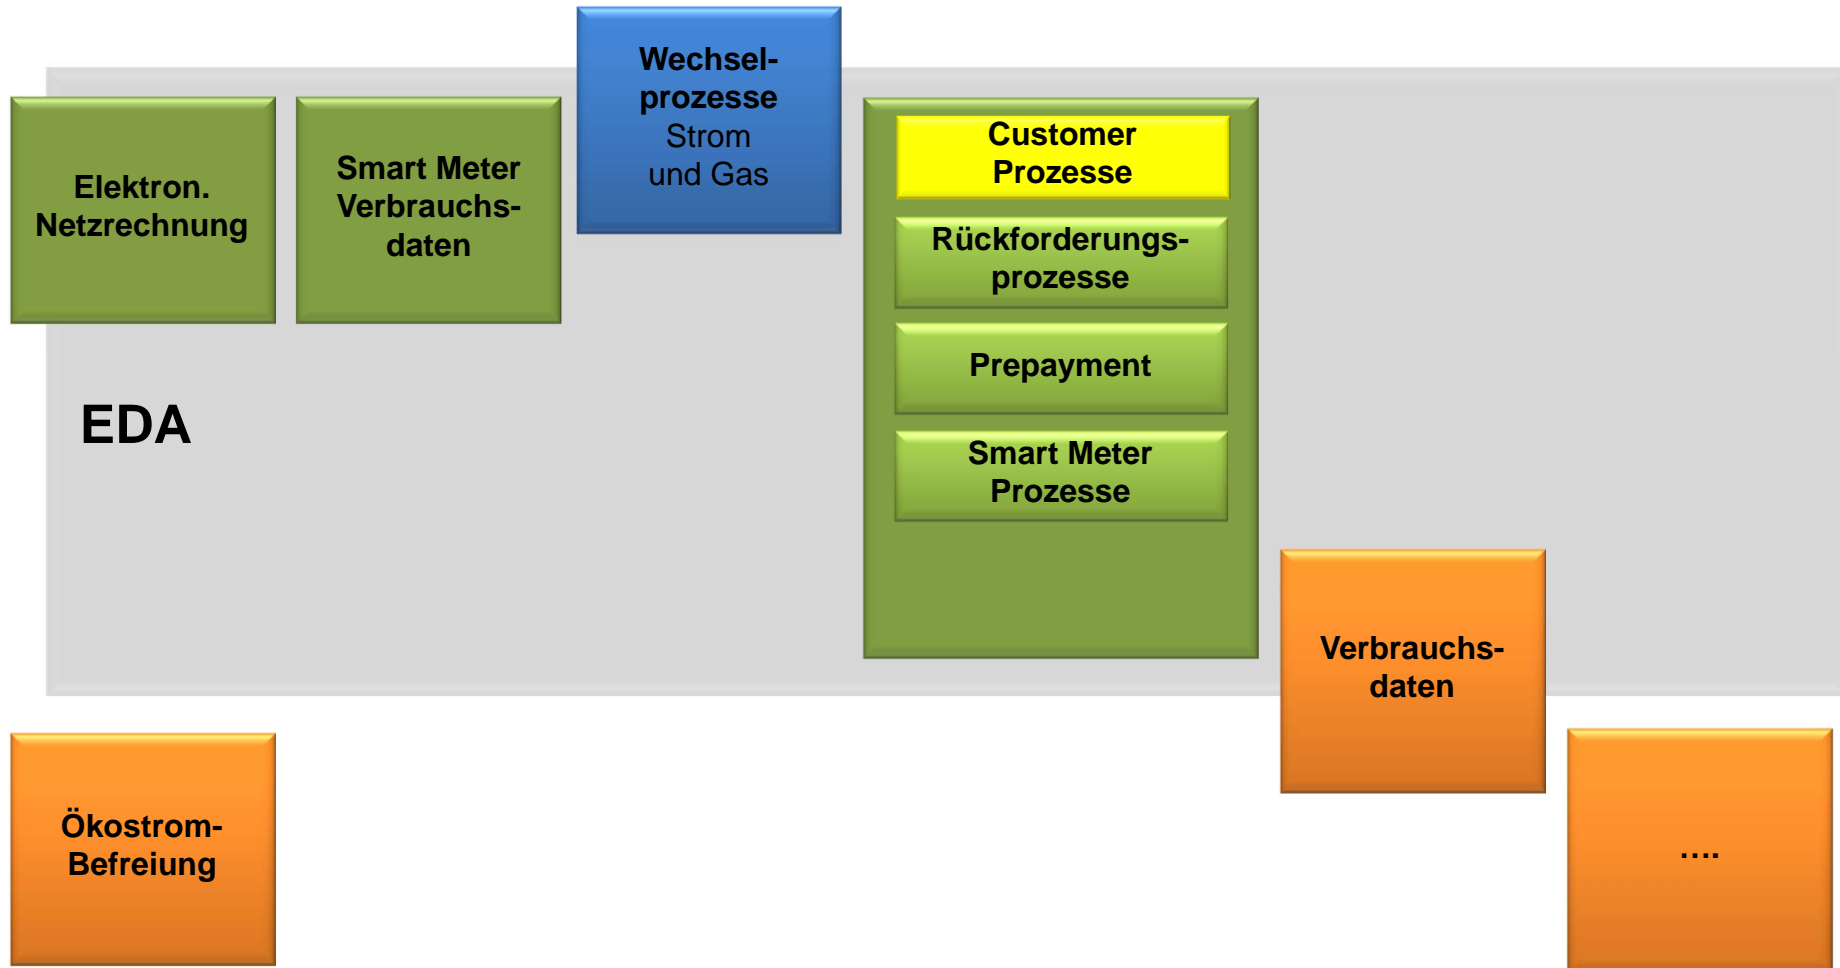 Wechsel-
prozesse
Strom
und Gas
Elektron.
Netzrechnung
Smart Meter
Verbrauchs-
daten
Customer
Prozesse
Rückforderungs-
prozesse
Prepayment
Smart Meter
Prozesse
EDA
Verbrauchs-
daten
Ökostrom-
Befreiung
....